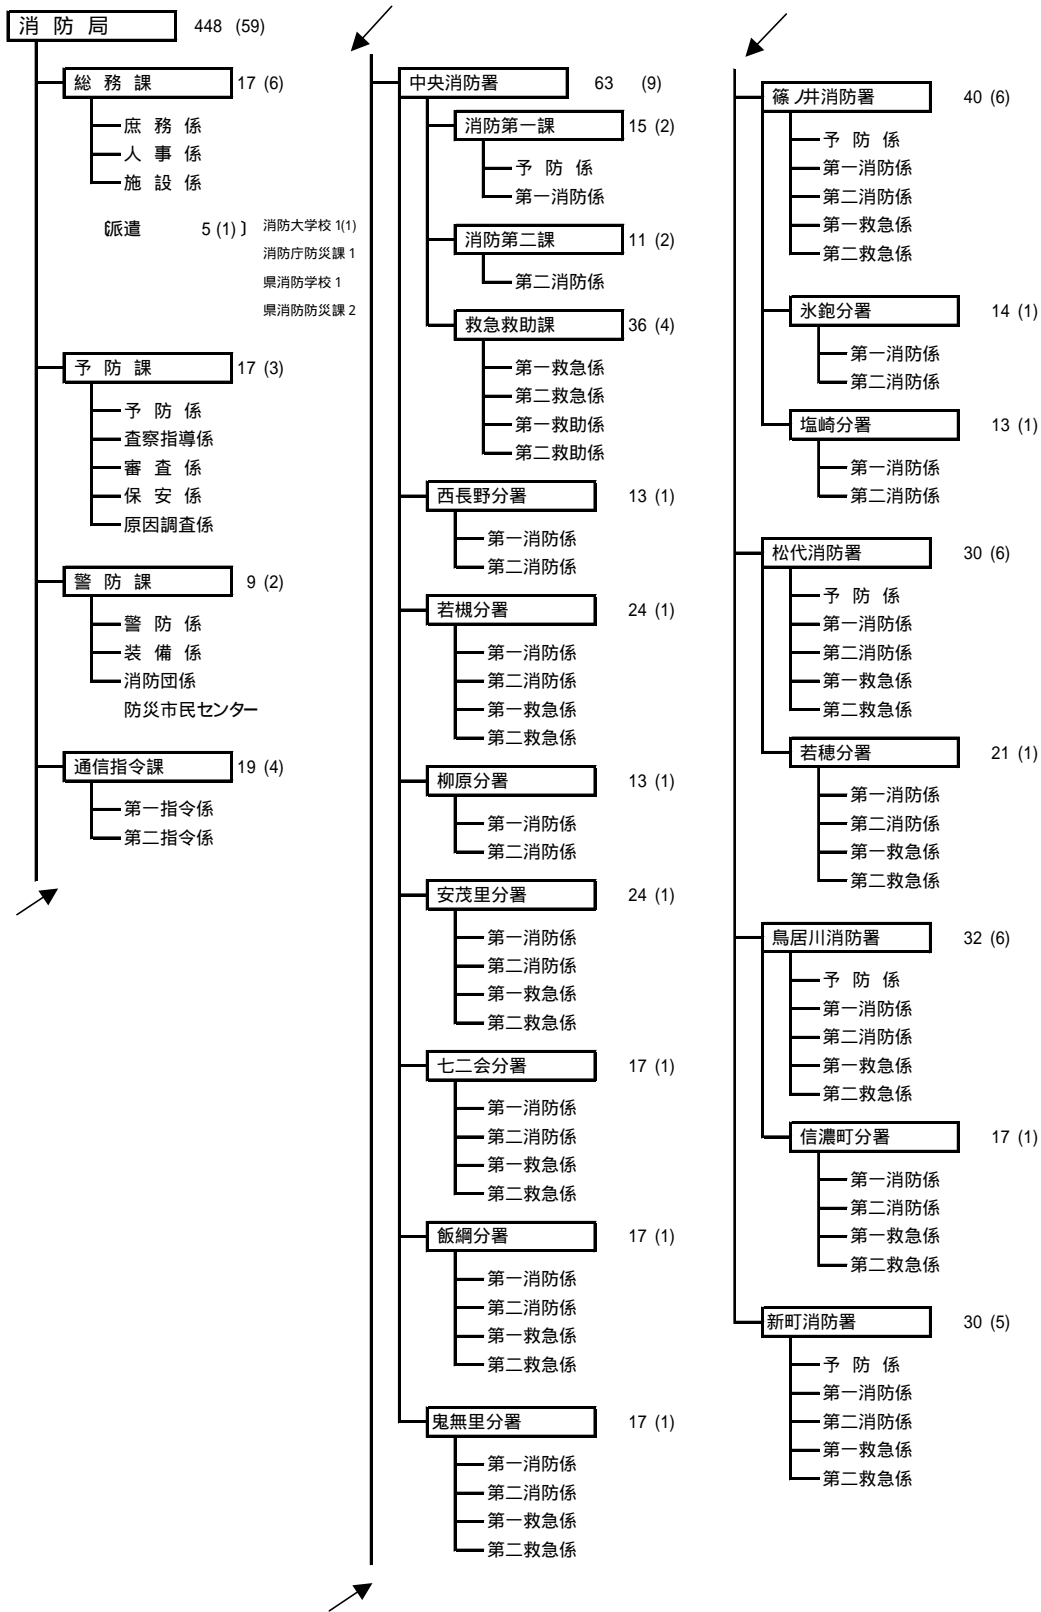 消 防 局 448 (59)
総 務 課 17 (6)
庶 務 係
人 事 係
施 設 係
〔派遣 5 (1) 〕 消防大学校 1(1)
消防庁防災課 1
県消防学校 1
県消防防災課 2
予 防 課 17 (3)
予 防 係
査察指導係
審 査 係
保 安 係
原因調査係
警 防 課 9 (2)
警 防 係
装 備 係
消防団係
防災市民センター
通信指令課 19 (4)
第一指令係
第二指令係
中央消防署 63 (9)
消防第一課 15 (2)
予 防 係
第一消防係
消防第二課 11 (2)
第二消防係
救急救助課 36 (4)
第一救急係
第二救急係
第一救助係
第二救助係
西長野分署 13 (1)
第一消防係
第二消防係
若槻分署 24 (1)
第一消防係
第二消防係
第一救急係
第二救急係
柳原分署 13 (1)
第一消防係
第二消防係
安茂里分署 24 (1)
第一消防係
第二消防係
第一救急係
第二救急係
七二会分署 17 (1)
第一消防係
第二消防係
第一救急係
第二救急係
飯綱分署 17 (1)
第一消防係
第二消防係
第一救急係
第二救急係
鬼無里分署 17 (1)
第一消防係
第二消防係
第一救急係
第二救急係
篠ノ井消防署 40 (6)
予 防 係
第一消防係
第二消防係
第一救急係
第二救急係
氷鉋分署 14 (1)
第一消防係
第二消防係
塩崎分署 13 (1)
第一消防係
第二消防係
松代消防署 30 (6)
予 防 係
第一消防係
第二消防係
第一救急係
第二救急係
若穂分署 21 (1)
第一消防係
第二消防係
第一救急係
第二救急係
鳥居川消防署 32 (6)
予 防 係
第一消防係
第二消防係
第一救急係
第二救急係
信濃町分署 17 (1)
第一消防係
第二消防係
第一救急係
第二救急係
新町消防署 30 (5)
予 防 係
第一消防係
第二消防係
第一救急係
第二救急係